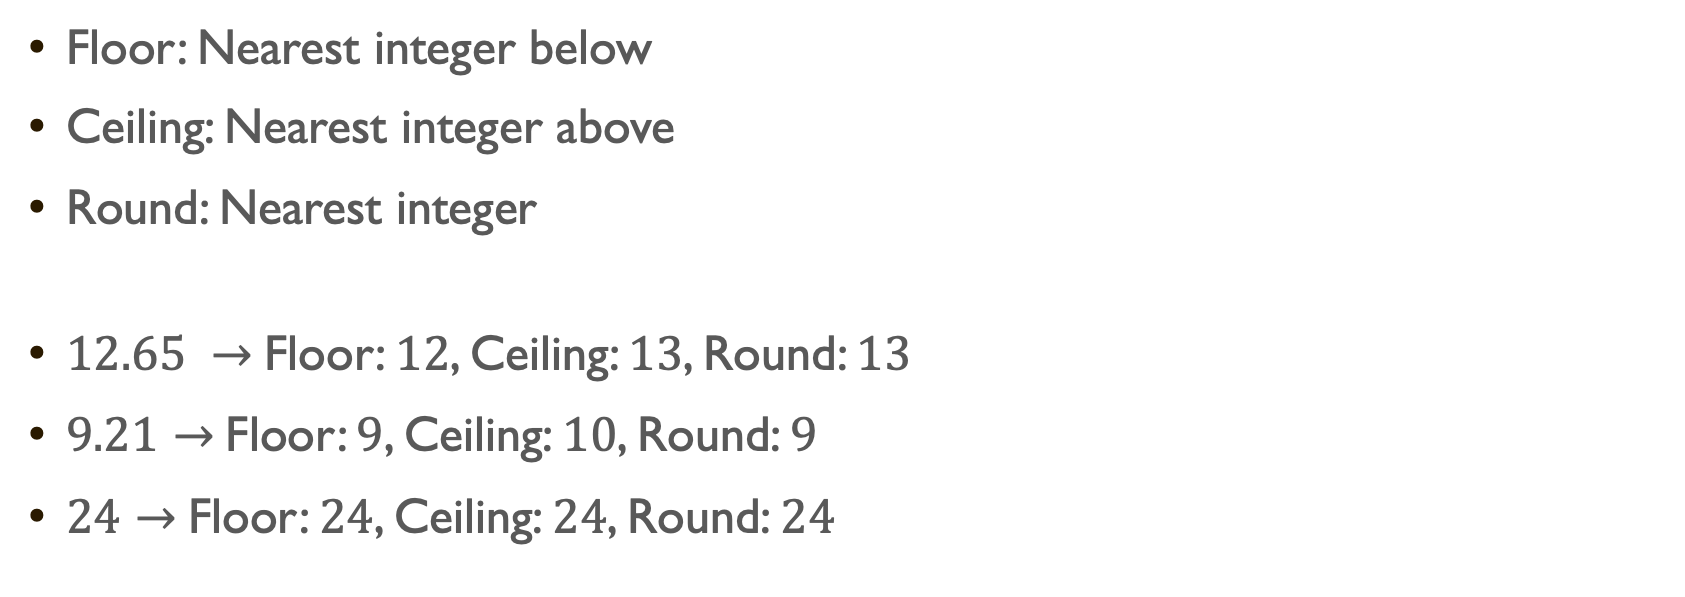 • Floor: Nearest integer below
• Ceiling: Nearest integer above
• Round: Nearest integer
• 12.65 → Floor: 12, Ceiling: 13, Round: 13
• 9.21 → Floor: 9, Ceiling: 10, Round: 9
• 24 → Floor: 24, Ceiling: 24, Round: 24